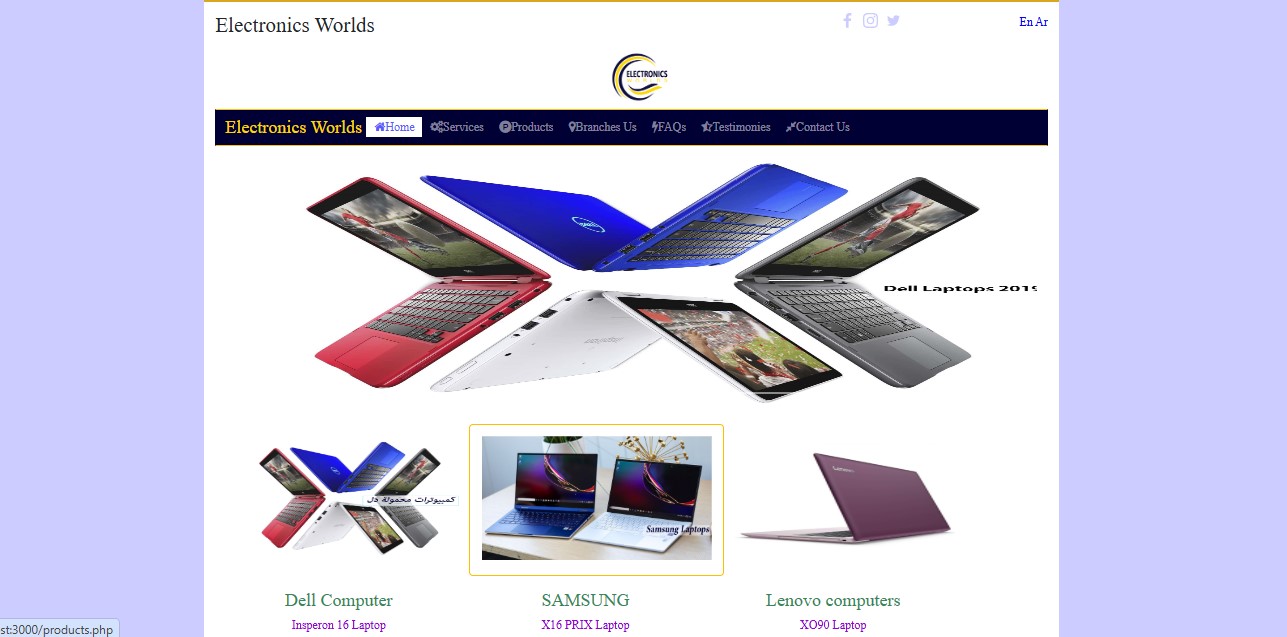 Electronics Worlds
En Ar
ELECTRONICS
Electronics Worlds Home Services Products Branches Us FAQs Testimonies Contact Us
Dell Laptops 2019
كمبيوترات محمولة دل
Samsung Laptops
Lenovo
Dell Computer SAMSUNG Lenovo computers
Insperon 16 Laptop X16 PRIX Laptop XO90 Laptop
st:3000/products.php